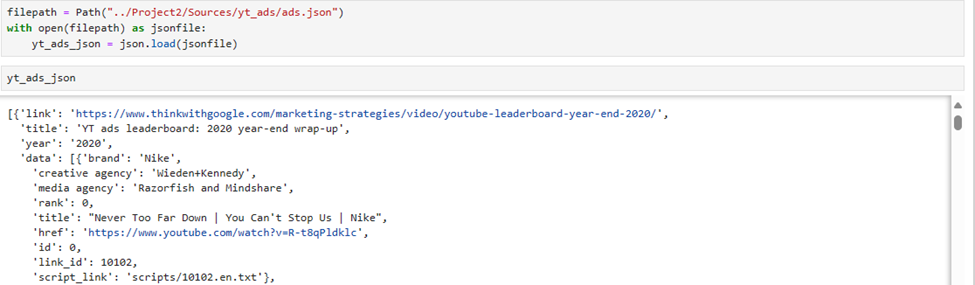 filepath = Path("../Project2/Sources/yt_ads/ads.json")
with open(filepath) as jsonfile:
    yt_ads_json = json.load(jsonfile)
yt_ads_json
[{'link': 'https://www.thinkwithgoogle.com/marketing-strategies/video/youtube-leaderboard-year-end-2020/',
  'title': 'YT ads leaderboard: 2020 year-end wrap-up',
  'year': '2020',
  'data': [{'brand': 'Nike',
    'creative agency': 'Wieden+Kennedy',
    'media agency': 'Razorfish and Mindshare',
    'rank': 0,
    'title': "Never Too Far Down | You Can't Stop Us | Nike",
    'href': 'https://www.youtube.com/watch?v=R-t8qPldklc',
    'id': 0,
    'link_id': 10102,
    'script_link': 'scripts/10102.en.txt'},